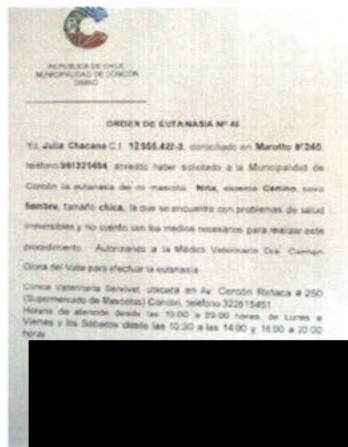 REPUBLICA DE CHILE
MUNICIPALIDAD DE CONCÓN
DIMAO
ORDEN DE EUTANASIA Nº 46
Yo, Julia Chacana C.I. 12.555.422-3, domiciliado en Marotto #1240,
teléfono 961321494, acredito haber solicitado a la Municipalidad de
Concón la eutanasia de mi mascota Niña, especie Canino, sexo
hembra, tamaño chica, la que se encuentra con problemas de salud
irreversibles y no cuento con los medios necesarios para realizar este
procedimiento. Autorizando a la Médico Veterinario Dra. Carmen
Gloria del Valle para efectuar la eutanasia
Clínica Veterinaria Servivet, ubicada en Av. Concón Reñaca # 250
(Supermercado de Mascotas) Concón, teléfono 322815451
Horario de atención desde las 10:00 a 20:00 horas, de Lunes a
Viernes y los Sábados desde las 10:30 a las 14:00 y 16:00 a 20:00
horas